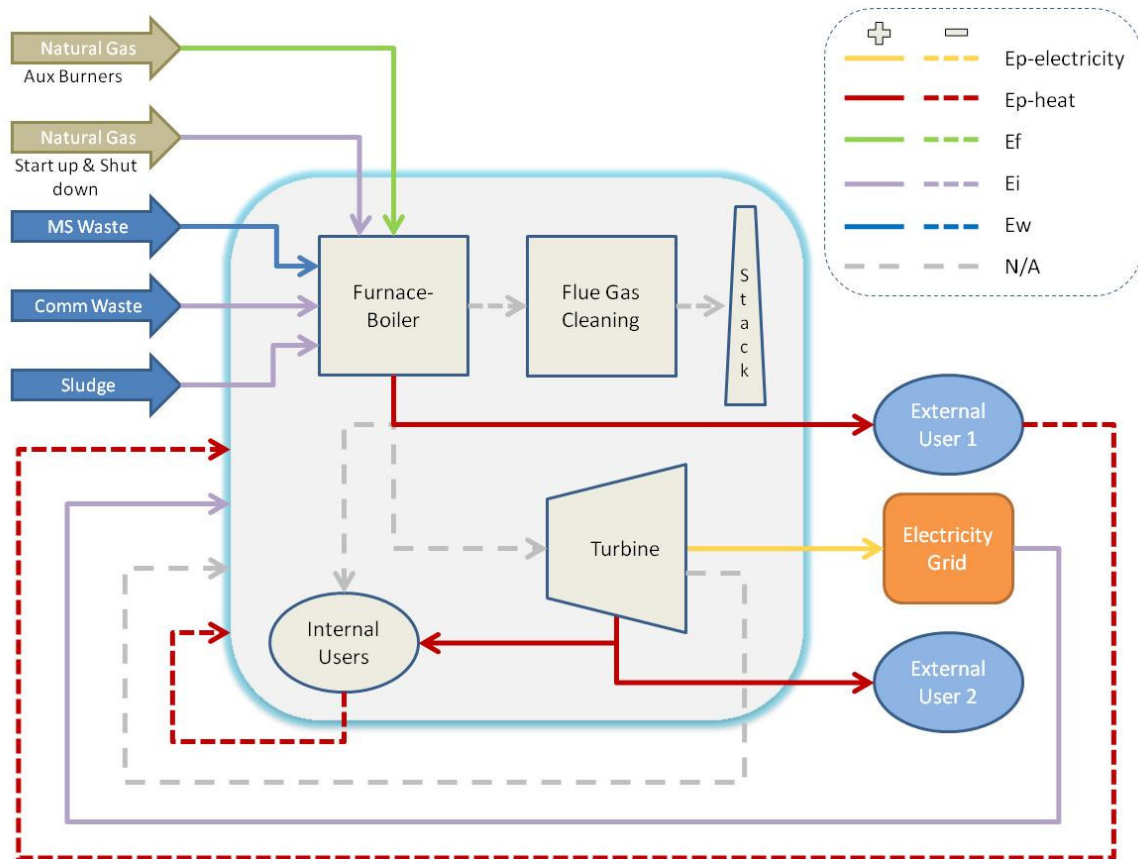 Natural Gas
Aux Burners
Natural Gas
Start up & Shut
down
MS Waste
Comm Waste
Sludge
Furnace-
Boiler
Flue Gas
Cleaning
Stack
Ep-electricity
Ep-heat
Ef
Ei
Ew
N/A
External
User 1
Turbine
Electricity
Grid
Internal
Users
External
User 2